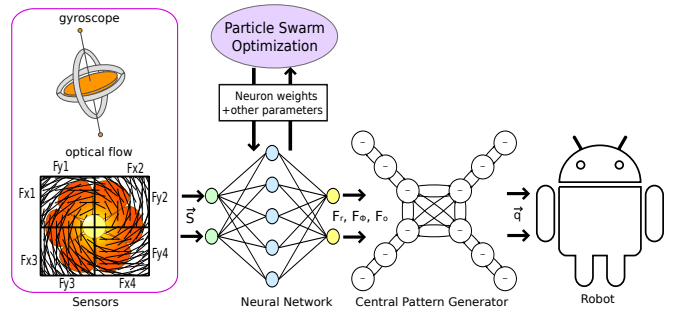 gyroscope
optical flow
Fy1
Fx2
Fx1
Fy2
Fx3
Fy4
Fy3
Fx4
Sensors
Particle Swarm
Optimization
Neuron weights
+other parameters
S
Neural Network
Fᵣ, Fₑ, Fₒ
~
~
~
~
~
~
~
~
~
~
~
~
Central Pattern Generator
q
Robot